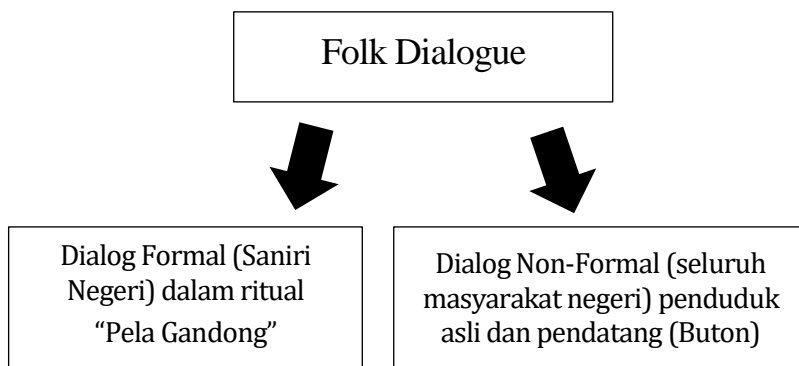 Folk Dialogue
Dialog Formal (Saniri
Negeri) dalam ritual
“Pela Gandong”
Dialog Non-Formal (seluruh
masyarakat negeri) penduduk
asli dan pendatang (Buton)